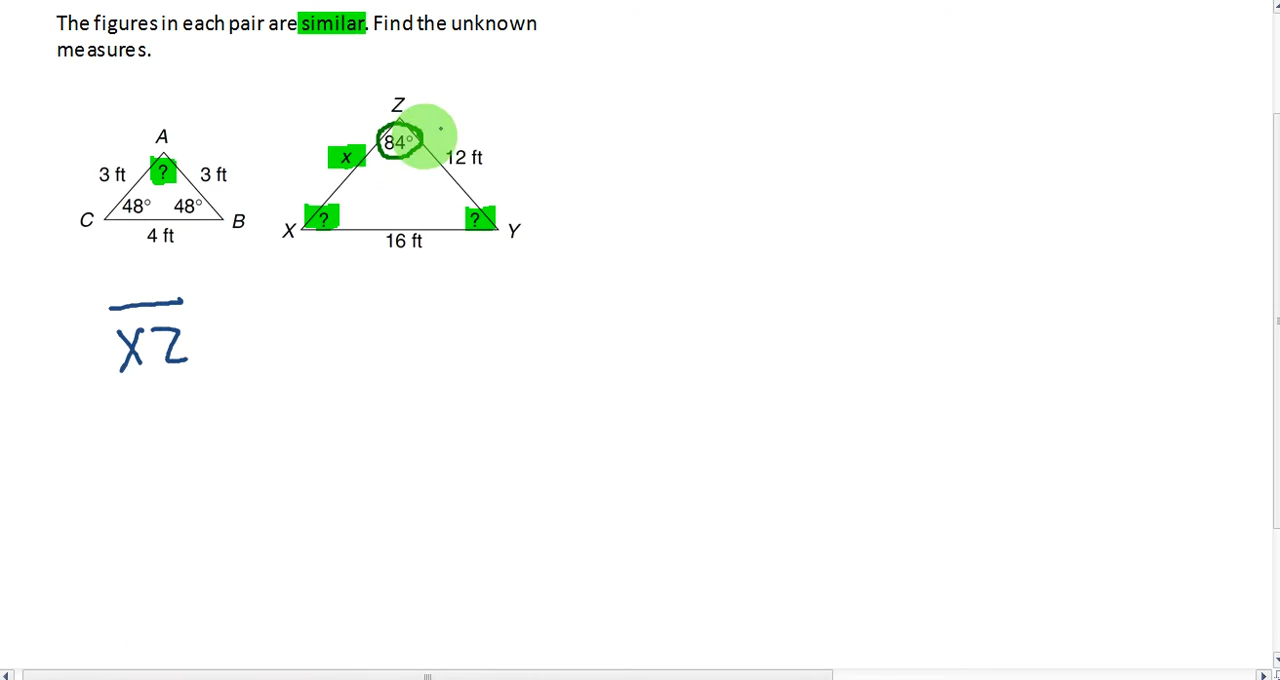 The figures in each pair are similar. Find the unknown
measures.
Z
A
84°
x
12 ft
3 ft
?
3 ft
48°
48°
?
?
C
B
X
Y
4 ft
16 ft
XZ